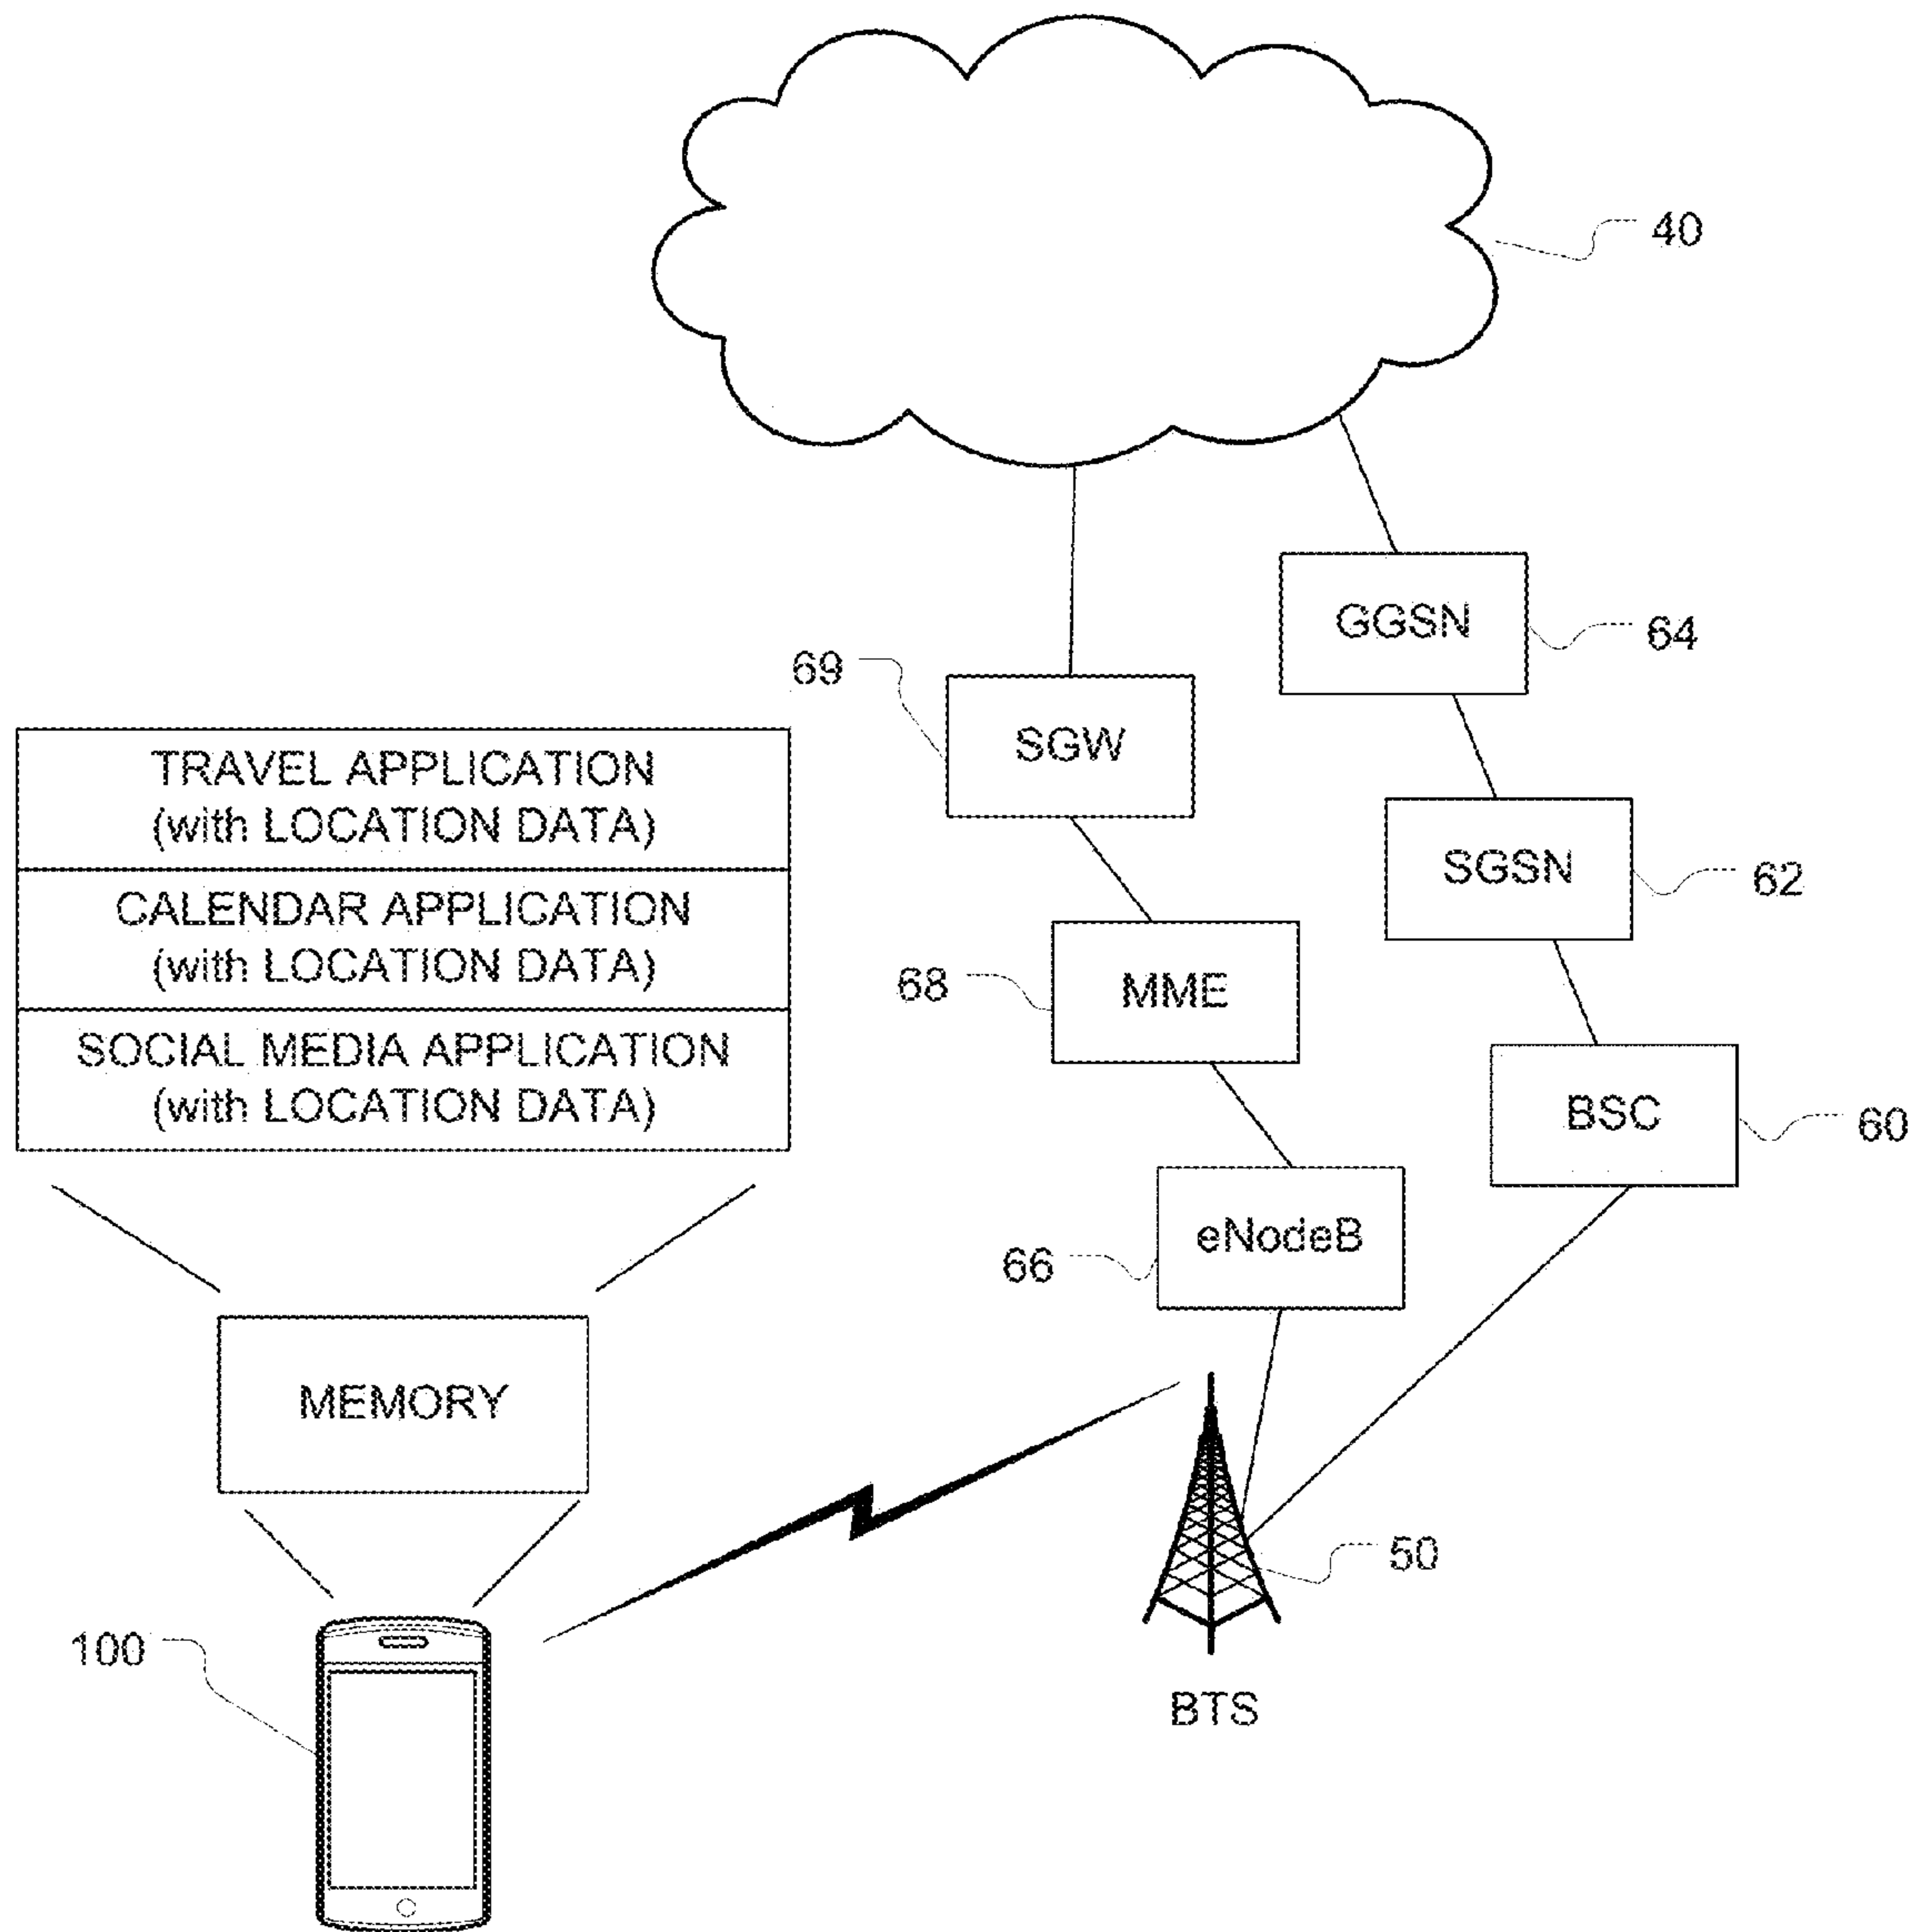 40
GGSN
64
69
SGW
TRAVEL APPLICATION
(with LOCATION DATA)
SGSN
62
CALENDAR APPLICATION
(with LOCATION DATA)
68
MME
SOCIAL MEDIA APPLICATION
(with LOCATION DATA)
BSC
60
eNodeB
66
MEMORY
50
100
BTS